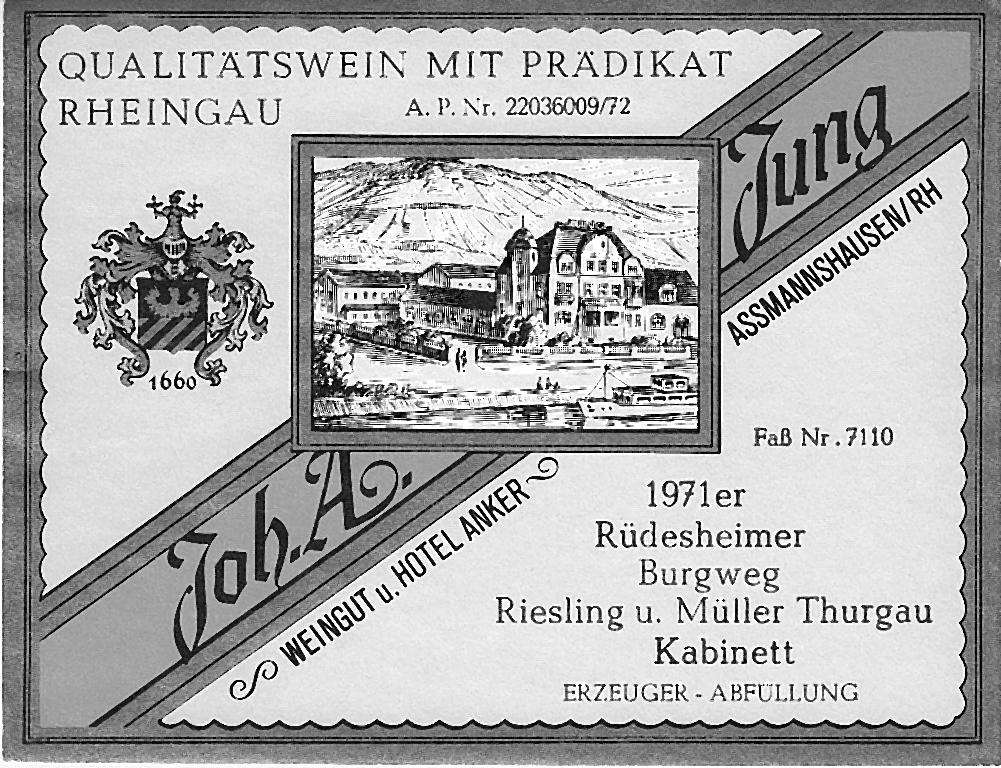 QUALITÄTSWEIN MIT PRÄDIKAT
RHEINGAU
A. P. Nr. 22036009/72
Joh. A. Jung
WEINGUT u. HOTEL ANKER
ASSMANNSHAUSEN/RH
1660
Faß Nr. 7110
1971er
Rüdesheimer
Burgweg
Riesling u. Müller Thurgau
Kabinett
ERZEUGER - ABFÜLLUNG